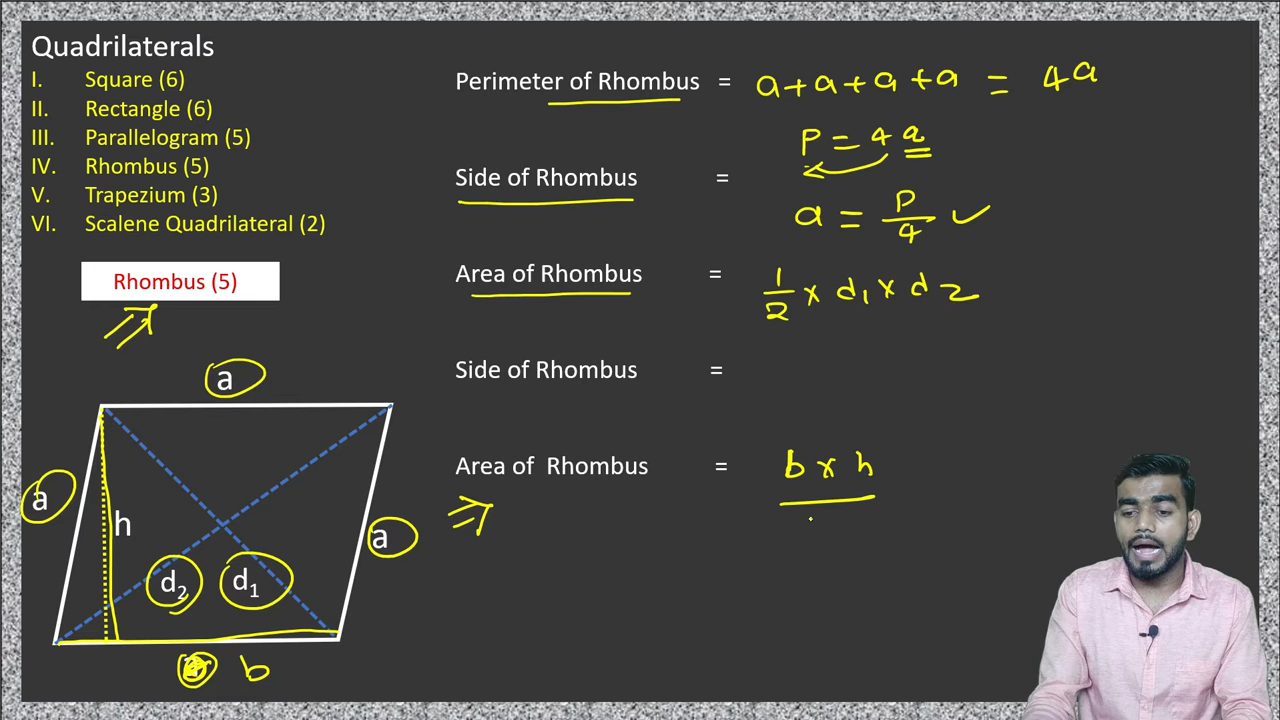 Quadrilaterals
I. Square (6)
II. Rectangle (6)
III. Parallelogram (5)
IV. Rhombus (5)
V. Trapezium (3)
VI. Scalene Quadrilateral (2)
Rhombus (5)
a
a
h
a
d2 d1
b
Perimeter of Rhombus = a+a+a+a = 4a
P = 4a
Side of Rhombus =
a = P/4 ✓
Area of Rhombus = 1/2 × d1 × d2
Side of Rhombus =
Area of Rhombus = b × h